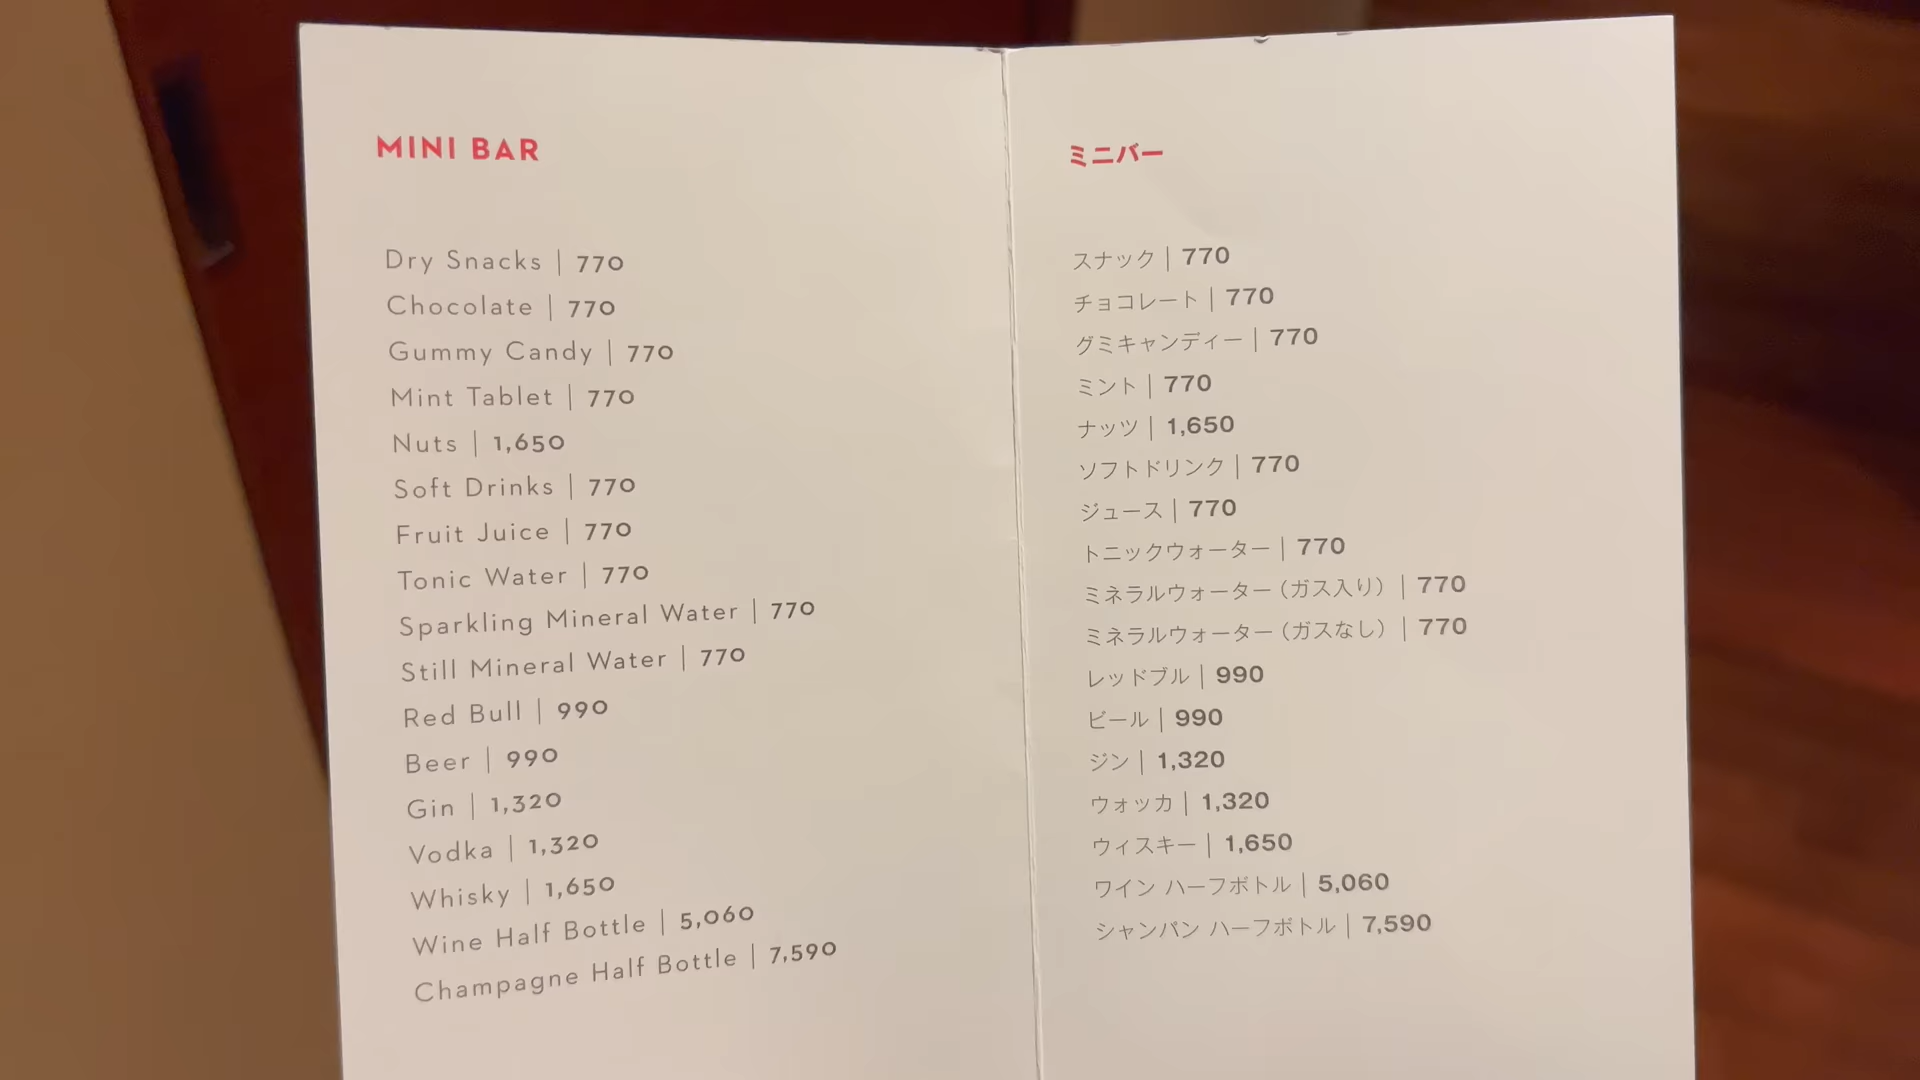 MINI BAR
Dry Snacks | 770
Chocolate | 770
Gummy Candy | 770
Mint Tablet | 770
Nuts | 1,650
Soft Drinks | 770
Fruit Juice | 770
Tonic Water | 770
Sparkling Mineral Water | 770
Still Mineral Water | 770
Red Bull | 990
Beer | 990
Gin | 1,320
Vodka | 1,320
Whisky | 1,650
Wine Half Bottle | 5,060
Champagne Half Bottle | 7,590
ミニバー
スナック | 770
チョコレート | 770
グミキャンディー | 770
ミント | 770
ナッツ | 1,650
ソフトドリンク | 770
ジュース | 770
トニックウォーター | 770
ミネラルウォーター（ガス入り） | 770
ミネラルウォーター（ガスなし） | 770
レッドブル | 990
ビール | 990
ジン | 1,320
ウォッカ | 1,320
ウィスキー | 1,650
ワイン ハーフボトル | 5,060
シャンパン ハーフボトル | 7,590